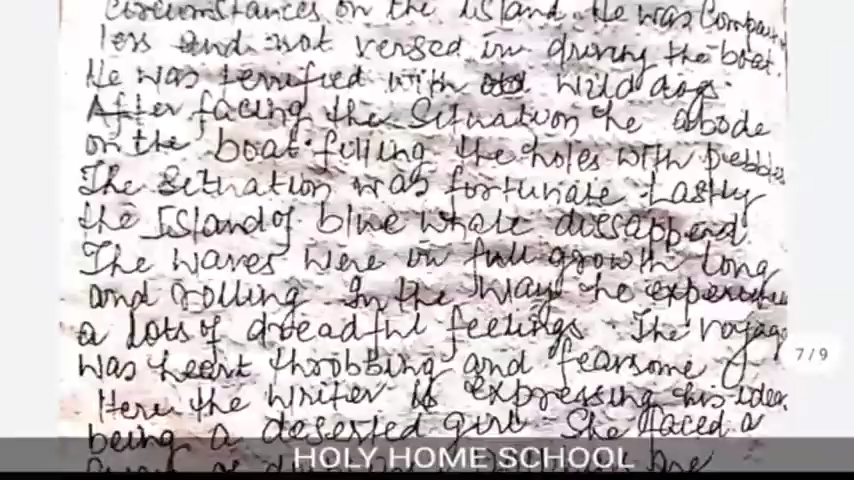 circumstances on the island. He was Compan
less and not versed in driving the boat.
He was terrified with wild dogs.
After facing the Situation he abode
on the boat filling the holes with pebbles
The Situation was fortunate Lastly
the Island of blue whale dissappeard.
The waves were in full growth long
and rolling In the way he experience
a lots of dreadful feelings. The voyage
was heart throbbing and fearsome
Here the writer is expressing his idea.
being a deserted girl She faced a
7/9
HOLY HOME SCHOOL